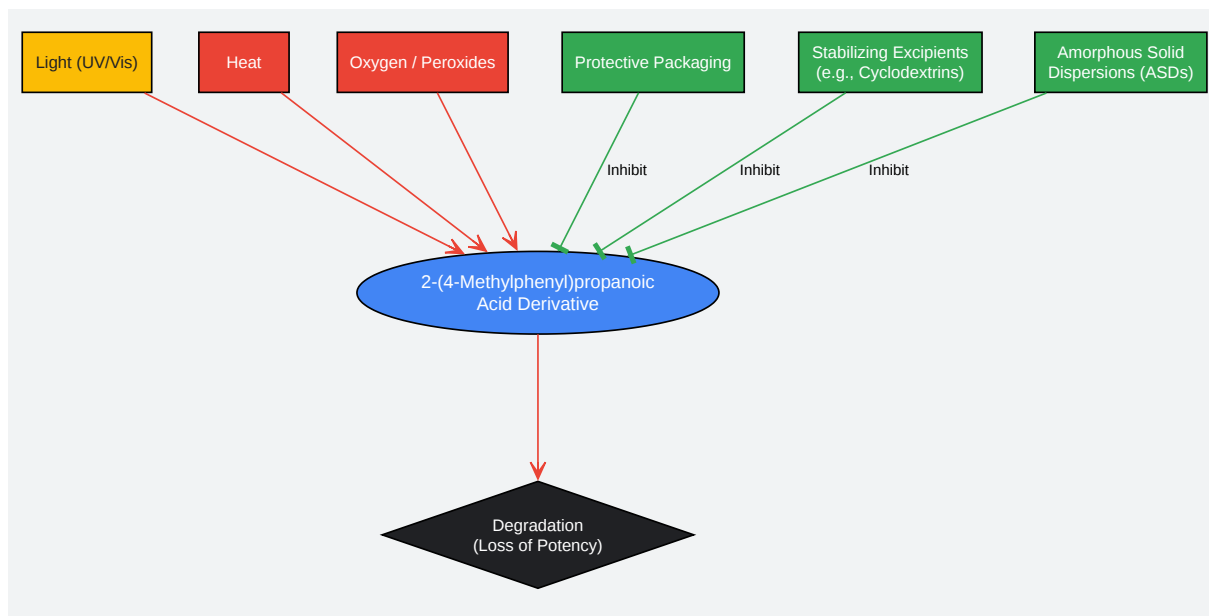 Light (UV/Vis)
Heat
Oxygen / Peroxides
Protective Packaging
Stabilizing Excipients
(e.g., Cyclodextrins)
Amorphous Solid
Dispersions (ASDs)
Inhibit
Inhibit
Inhibit
2-(4-Methylphenyl)propanoic
Acid Derivative
Degradation
(Loss of Potency)